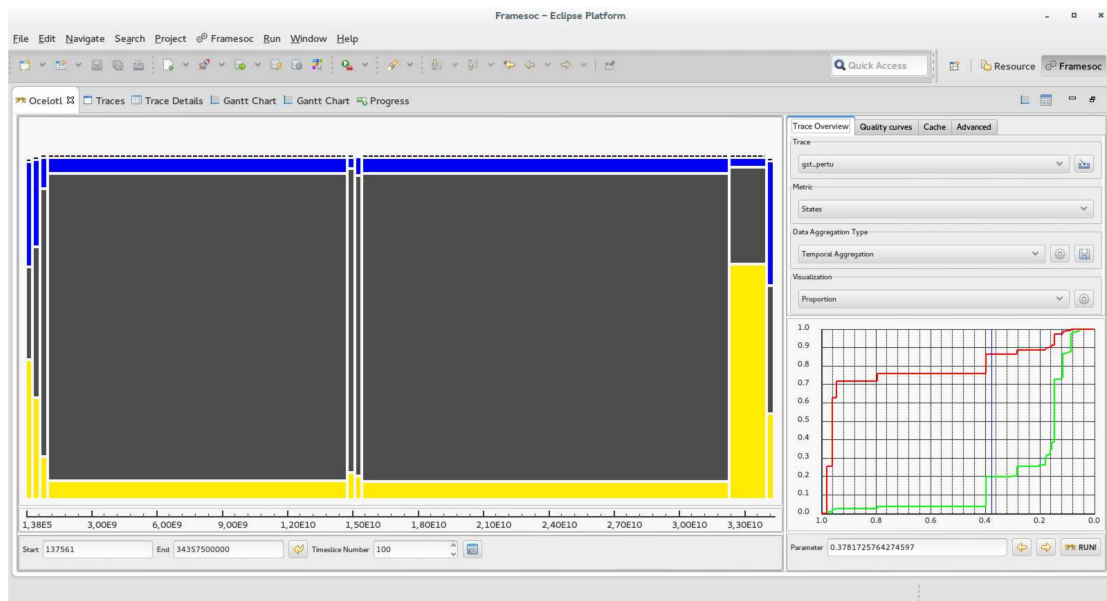 Framesoc – Eclipse Platform
File Edit Navigate Search Project Framesoc Run Window Help
Quick Access Resource Framesoc
Ocelotl Traces Trace Details Gantt Chart Gantt Chart Progress
Trace Overview Quality curves Cache Advanced
Trace
gst_pertu
Metric
States
Data Aggregation Type
Temporal Aggregation
Visualization
Proportion
1.0
0.9
0.8
0.7
0.6
0.5
0.4
0.3
0.2
0.1
0.0
1.0 0.8 0.6 0.4 0.2 0.0
1,38E5 3,00E9 6,00E9 9,00E9 1,20E10 1,50E10 1,80E10 2,10E10 2,40E10 2,70E10 3,00E10 3,30E10
Start 137561 End 34357500000 Timeslice Number 100
Parameter 0.3781725764274597 RUN!